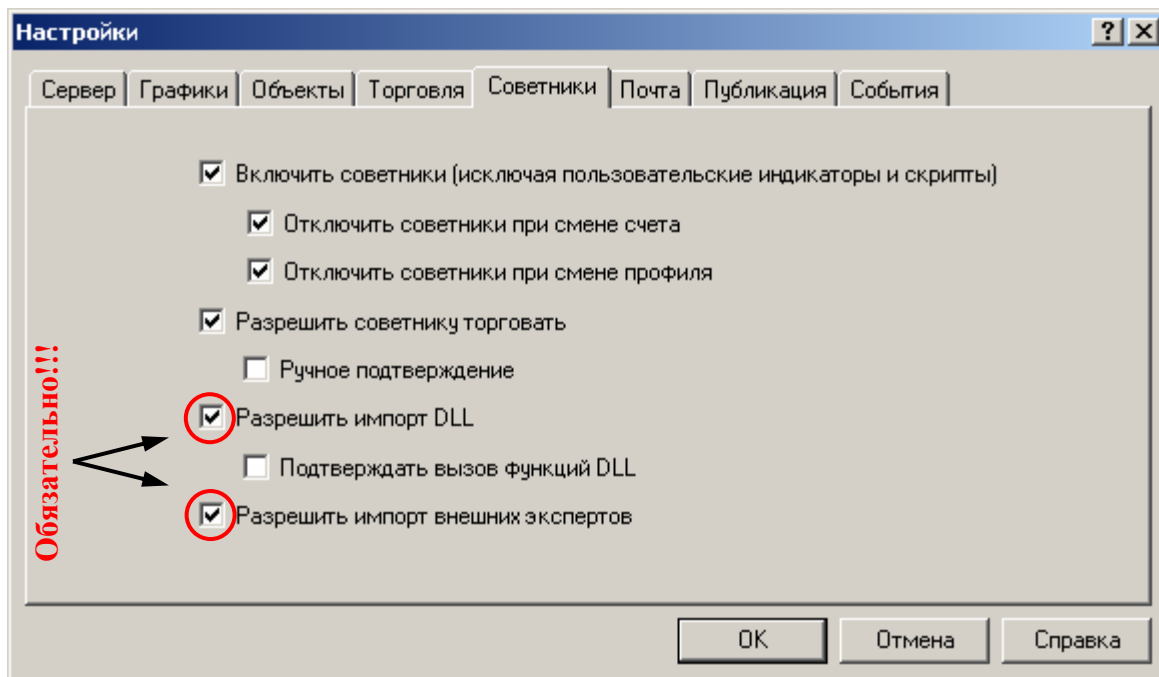 Настройки
Сервер Графики Объекты Торговля Советники Почта Публикация События
Включить советники (исключая пользовательские индикаторы и скрипты)
Отключить советники при смене счета
Отключить советники при смене профиля
Разрешить советнику торговать
Ручное подтверждение
Обязательно!!!
Разрешить импорт DLL
Подтверждать вызов функций DLL
Разрешить импорт внешних экспертов
OK Отмена Справка